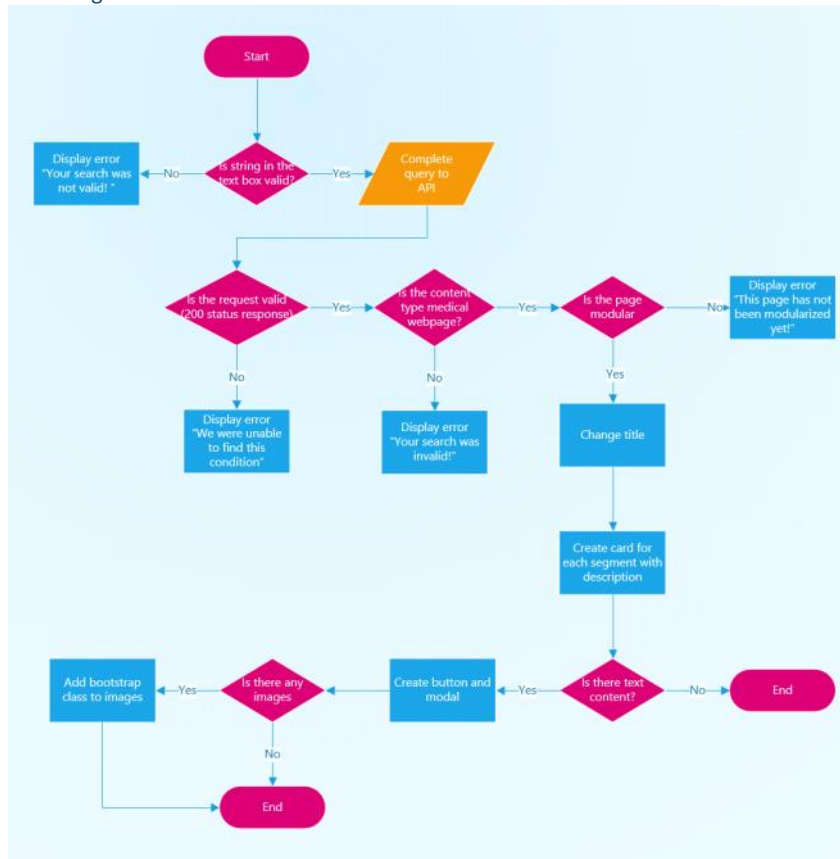 Start
Display error
"Your search was
not valid! "
No
Is string in the
text box valid?
Yes
Complete
query to
API
Is the request valid
(200 status response)
Yes
Is the content
type medical
webpage?
Yes
Is the page
modular
No
Display error
"This page has not
been modularized
yet!"
No
No
Yes
Display error
"We were unable
to find this
condition"
Display error
"Your search was
invalid!"
Change title
Create card for
each segment with
description
Add bootstrap
class to images
Yes
Is there any
images
Create button and
modal
Yes
Is there text
content?
No
End
No
End